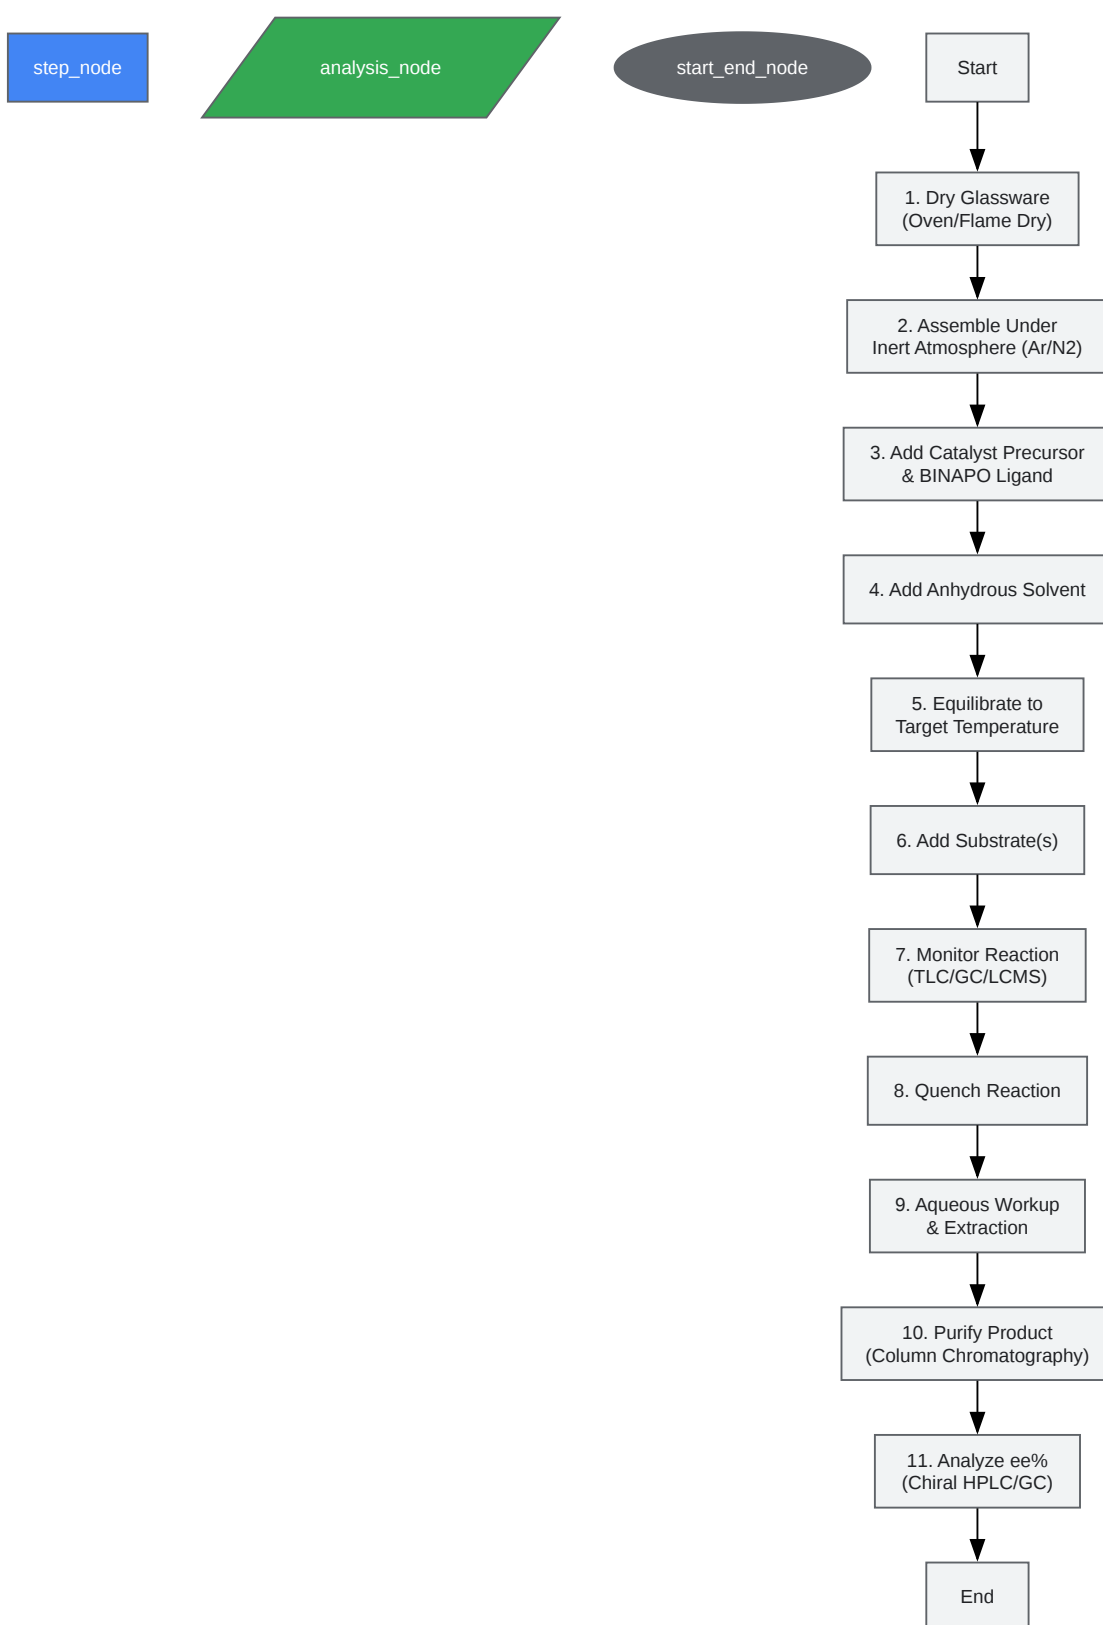 step_node
analysis_node
start_end_node
Start
1. Dry Glassware
(Oven/Flame Dry)
2. Assemble Under
Inert Atmosphere (Ar/N2)
3. Add Catalyst Precursor
& BINAPO Ligand
4. Add Anhydrous Solvent
5. Equilibrate to
Target Temperature
6. Add Substrate(s)
7. Monitor Reaction
(TLC/GC/LCMS)
8. Quench Reaction
9. Aqueous Workup
& Extraction
10. Purify Product
(Column Chromatography)
11. Analyze ee%
(Chiral HPLC/GC)
End